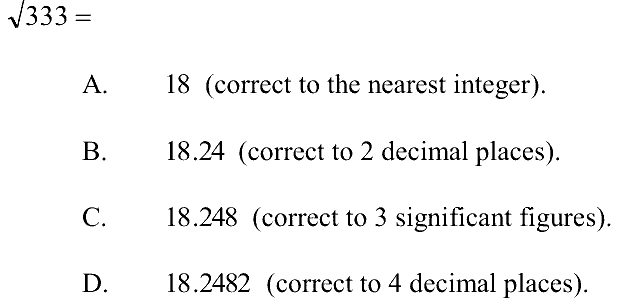 √333 =
A. 18 (correct to the nearest integer).
B. 18.24 (correct to 2 decimal places).
C. 18.248 (correct to 3 significant figures).
D. 18.2482 (correct to 4 decimal places).